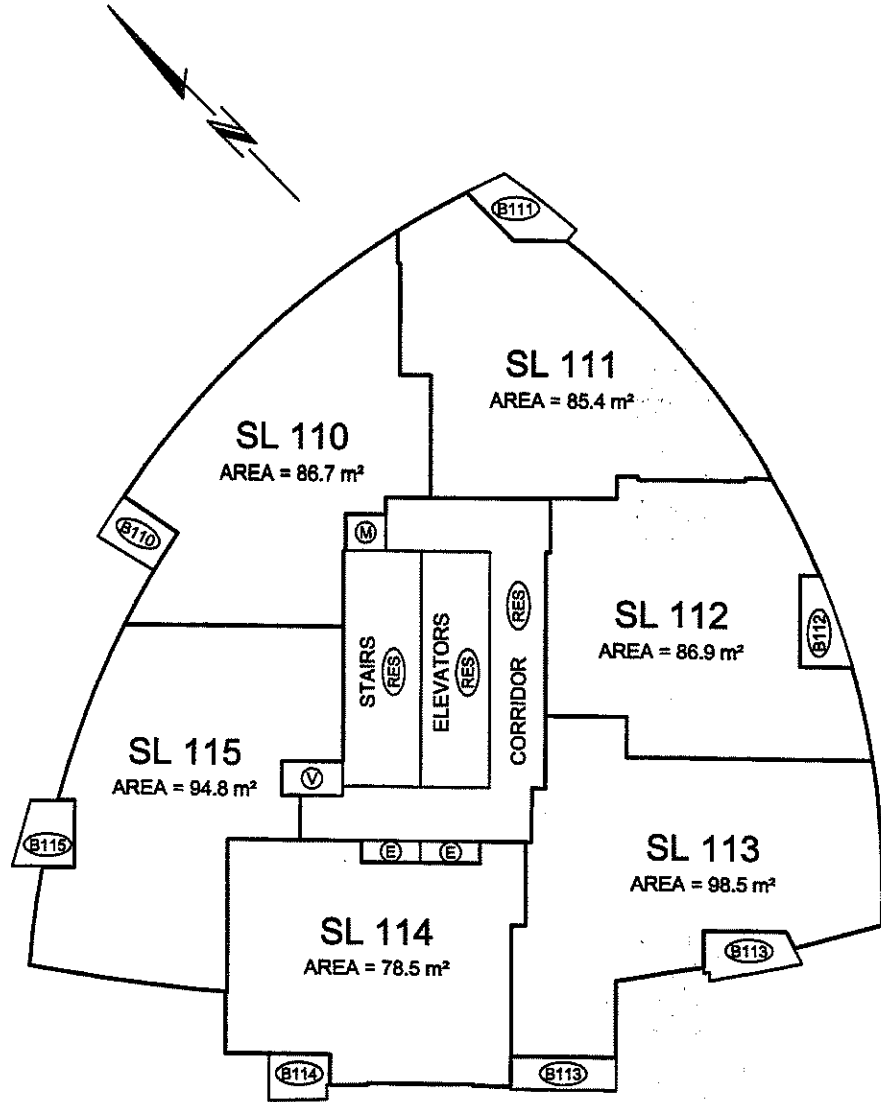 B111
SL 111
AREA = 85.4 m²
SL 110
AREA = 86.7 m²
B110
M
RES
SL 112
AREA = 86.9 m²
B112
STAIRS
RES
ELEVATORS
RES
CORRIDOR
SL 115
AREA = 94.8 m²
V
B115
E
E
SL 113
AREA = 98.5 m²
SL 114
AREA = 78.5 m²
B113
B114
B113